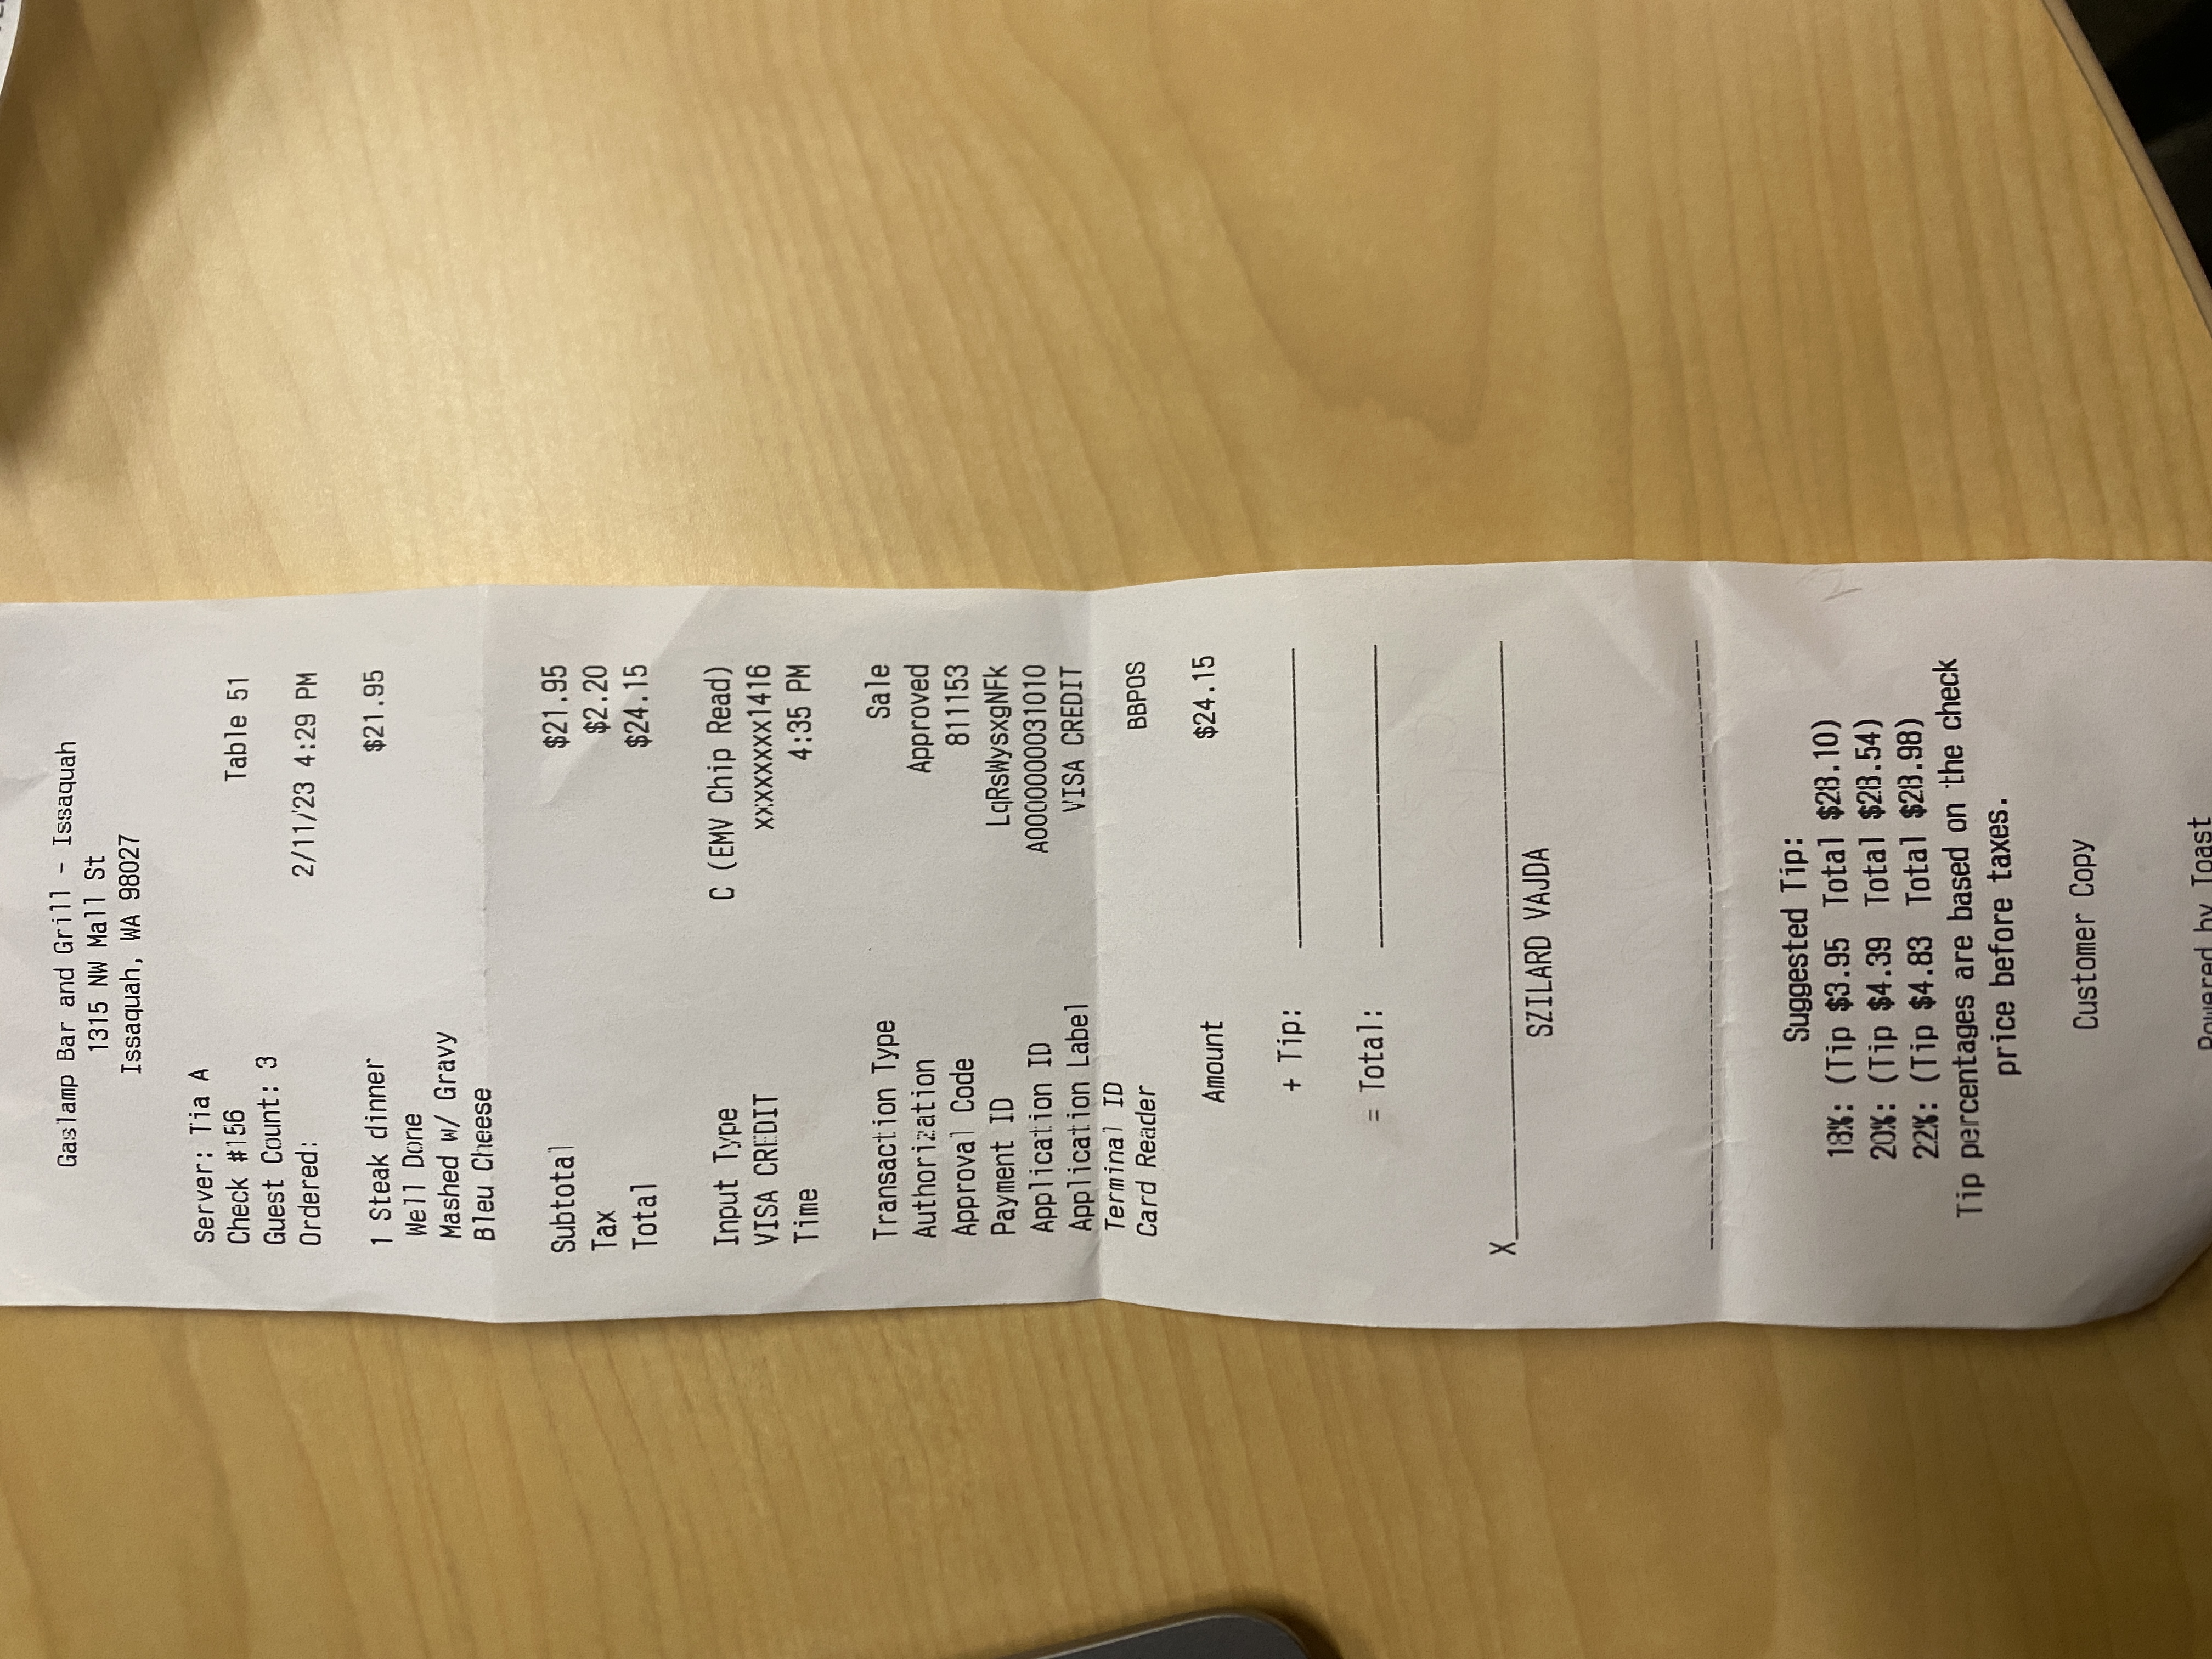 Gaslamp Bar and Grill - Issaquah
1315 NW Mall St
Issaquah, WA 98027
Server: Tia A
Check #156 Table 51
Guest Count: 3
Ordered: 2/11/23 4:29 PM
1 Steak dinner $21.95
Well Done
Mashed w/ Gravy
Bleu Cheese
Subtotal $21.95
Tax $2.20
Total $24.15
Input Type C (EMV Chip Read)
VISA CREDIT xxxxxxxx1416
Time 4:35 PM
Transaction Type Sale
Authorization Approved
Approval Code 811153
Payment ID LqRsWysxgNFk
Application ID A0000000031010
Application Label VISA CREDIT
Terminal ID
Card Reader BBPOS
Amount $24.15
+ Tip: ____________________
= Total: ____________________
X________________________________________
SZILARD VAJDA
----------------------------------------
Suggested Tip:
18%: (Tip $3.95 Total $28.10)
20%: (Tip $4.39 Total $28.54)
22%: (Tip $4.83 Total $28.98)
Tip percentages are based on the check
price before taxes.
Customer Copy
Powered by Toast